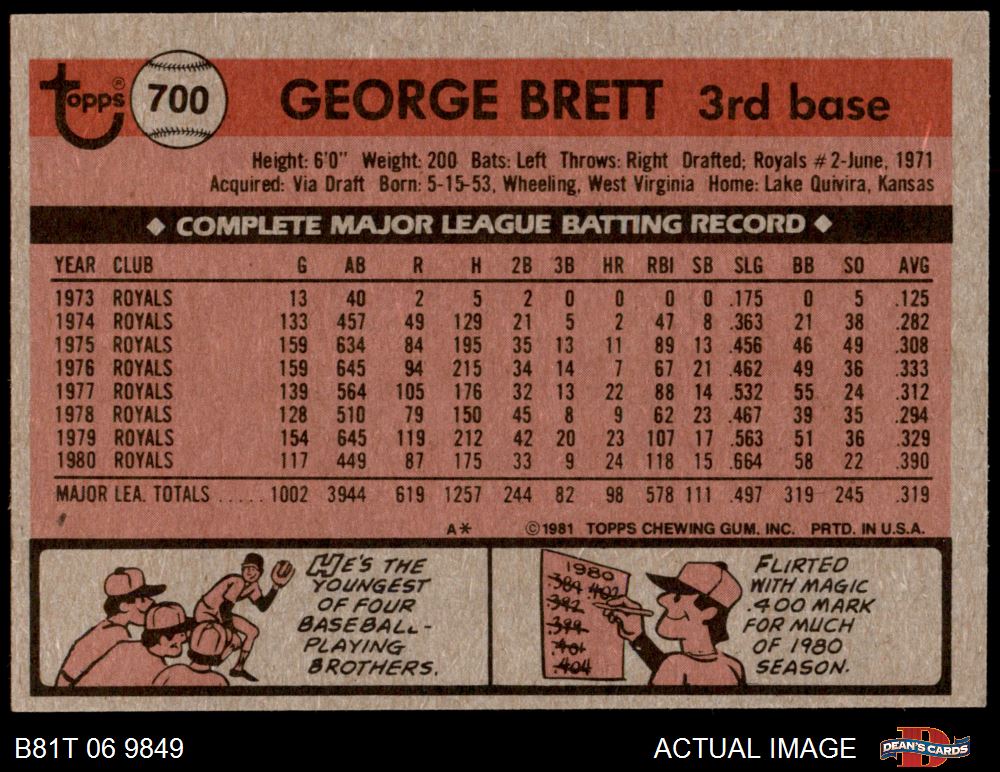 Topps® 700 GEORGE BRETT 3rd base
Height: 6'0" Weight: 200 Bats: Left Throws: Right Drafted; Royals #2-June, 1971
Acquired: Via Draft Born: 5-15-53, Wheeling, West Virginia Home: Lake Quivira, Kansas
◆ COMPLETE MAJOR LEAGUE BATTING RECORD ◆
YEAR CLUB G AB R H 2B 3B HR RBI SB SLG BB SO AVG
1973 ROYALS 13 40 2 5 2 0 0 0 0 .175 0 5 .125
1974 ROYALS 133 457 49 129 21 5 2 47 8 .363 21 38 .282
1975 ROYALS 159 634 84 195 35 13 11 89 13 .456 46 49 .308
1976 ROYALS 159 645 94 215 34 14 7 67 21 .462 49 36 .333
1977 ROYALS 139 564 105 176 32 13 22 88 14 .532 55 24 .312
1978 ROYALS 128 510 79 150 45 8 9 62 23 .467 39 35 .294
1979 ROYALS 154 645 119 212 42 20 23 107 17 .563 51 36 .329
1980 ROYALS 117 449 87 175 33 9 24 118 15 .664 58 22 .390
MAJOR LEA. TOTALS ..... 1002 3944 619 1257 244 82 98 578 111 .497 319 245 .319
A* ©1981 TOPPS CHEWING GUM, INC. PRTD. IN U.S.A.
HE'S THE
YOUNGEST
OF FOUR
BASEBALL-
PLAYING
BROTHERS.
1980
.384 .402
.392
.399
.401
.404
FLIRTED
WITH MAGIC
.400 MARK
FOR MUCH
OF 1980
SEASON.
B81T 06 9849 ACTUAL IMAGE DEAN'S CARDS